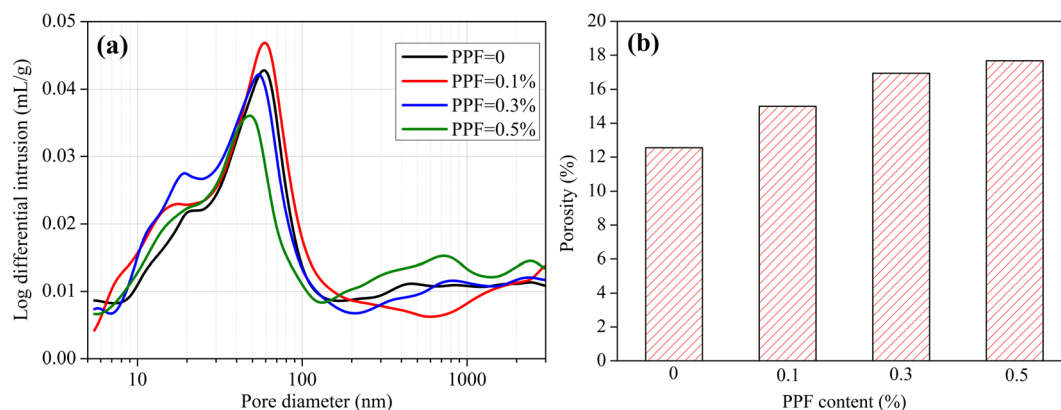 (a)
PPF=0
PPF=0.1%
PPF=0.3%
PPF=0.5%
Log differential intrusion (mL/g)
0.05
0.04
0.03
0.02
0.01
0.00
10
100
1000
Pore diameter (nm)
(b)
Porosity (%)
20
18
16
14
12
10
8
6
4
2
0
0
0.1
0.3
0.5
PPF content (%)